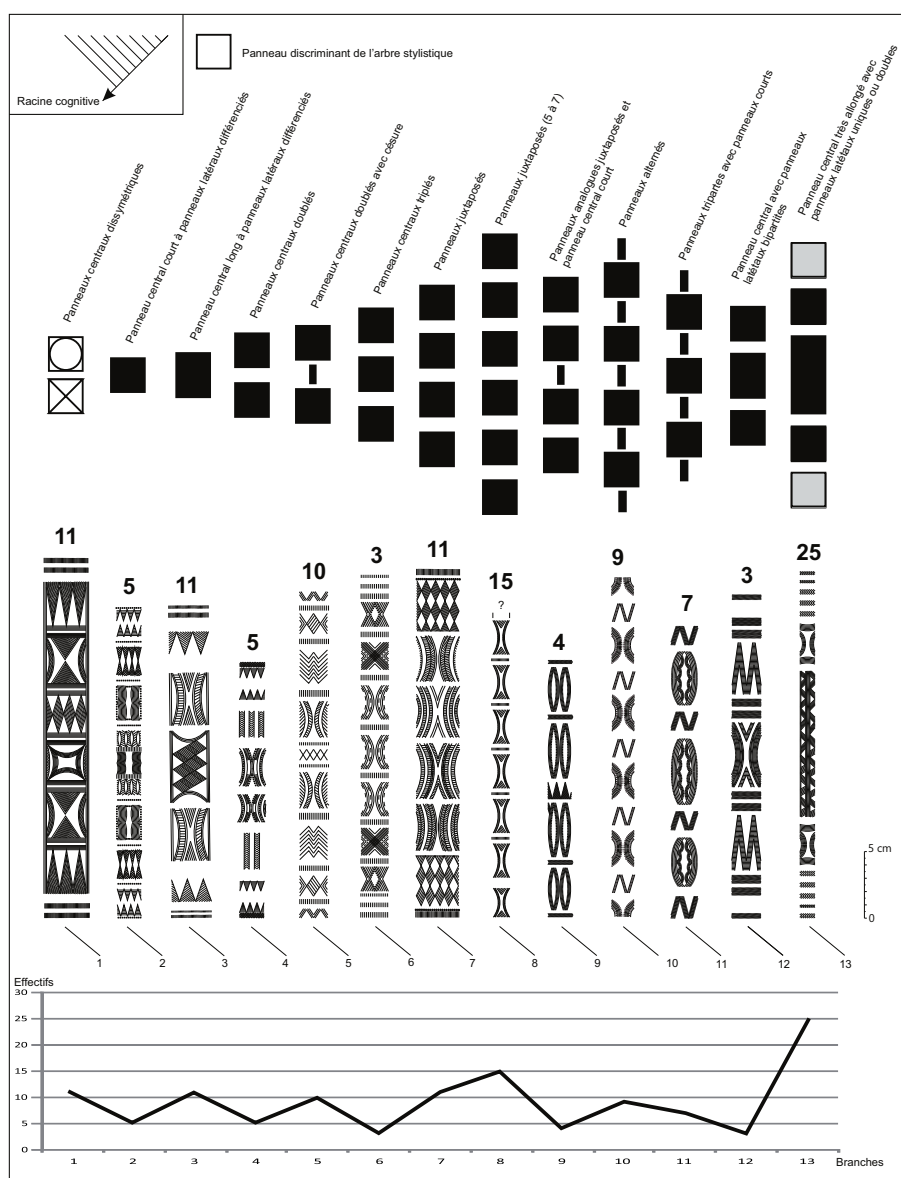 Racine cognitive
Panneau discriminant de l'arbre stylistique
Panneaux centraux dissymétriques
Panneau central court à panneaux latéraux différenciés
Panneau central long à panneaux latéraux différenciés
Panneaux centraux doublés
Panneaux centraux doublés avec césure
Panneaux centraux triplés
Panneaux juxtaposés
Panneaux juxtaposés (5 à 7)
Panneaux analogues juxtaposés et
panneau central court
Panneaux alternés
Panneaux tripartes avec panneaux courts
Panneau central avec panneaux
latétaux bipartites
Panneau central très allongé avec
panneaux latétaux uniques ou doubles
11
5
11
5
10
3
11
15
?
4
9
7
3
25
5 cm
0
1
2
3
4
5
6
7
8
9
10
11
12
13
Effectifs
30
25
20
15
10
5
0
1 2 3 4 5 6 7 8 9 10 11 12 13
Branches